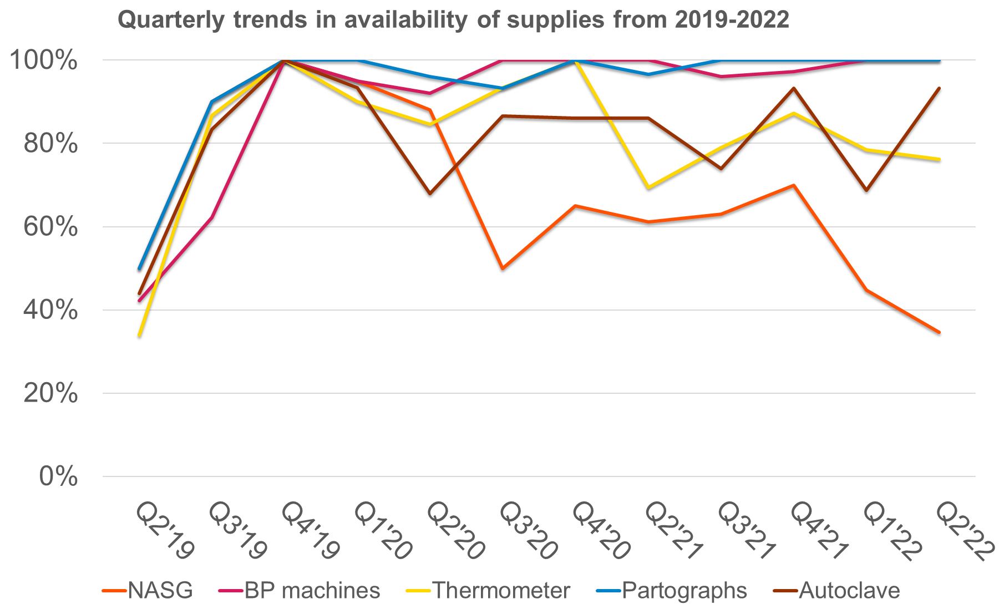 Quarterly trends in availability of supplies from 2019-2022
100%
80%
60%
40%
20%
0%
Q2'19 Q3'19 Q4'19 Q1'20 Q2'20 Q3'20 Q4'20 Q2'21 Q3'21 Q4'21 Q1'22 Q2'22
NASG BP machines Thermometer Partographs Autoclave